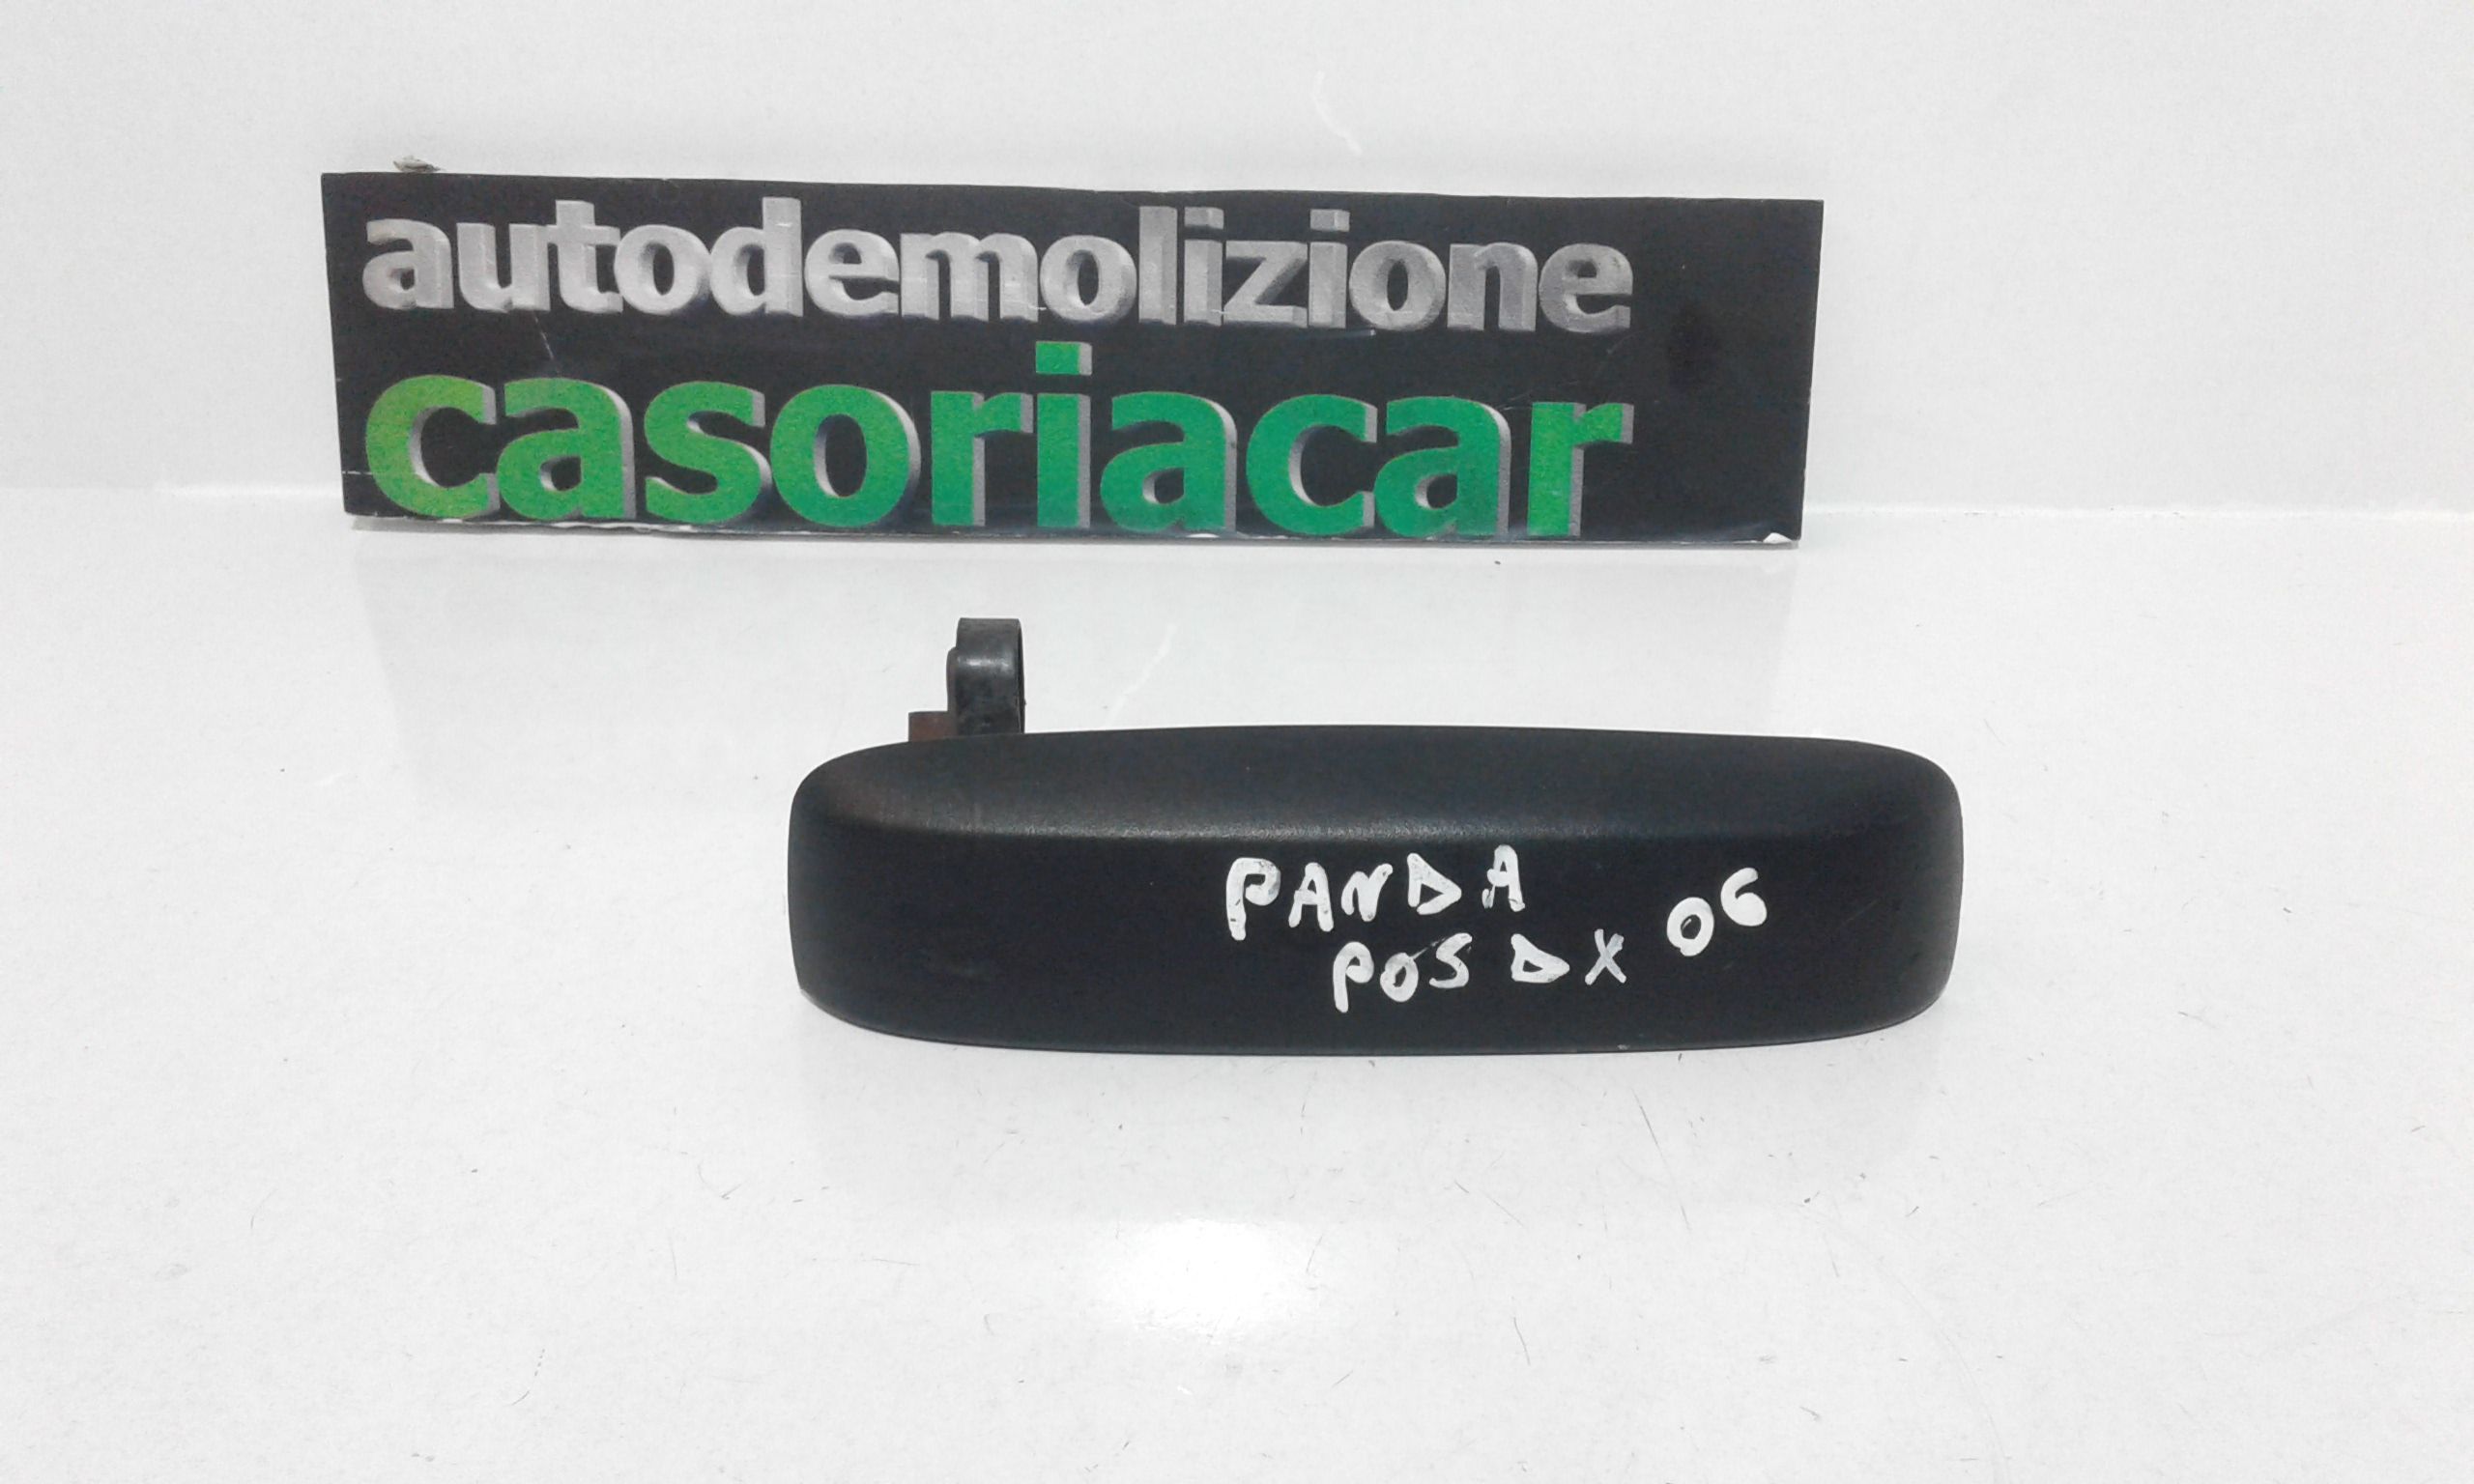 autodemolizione
casoriacar
PANDA
POS DX 06